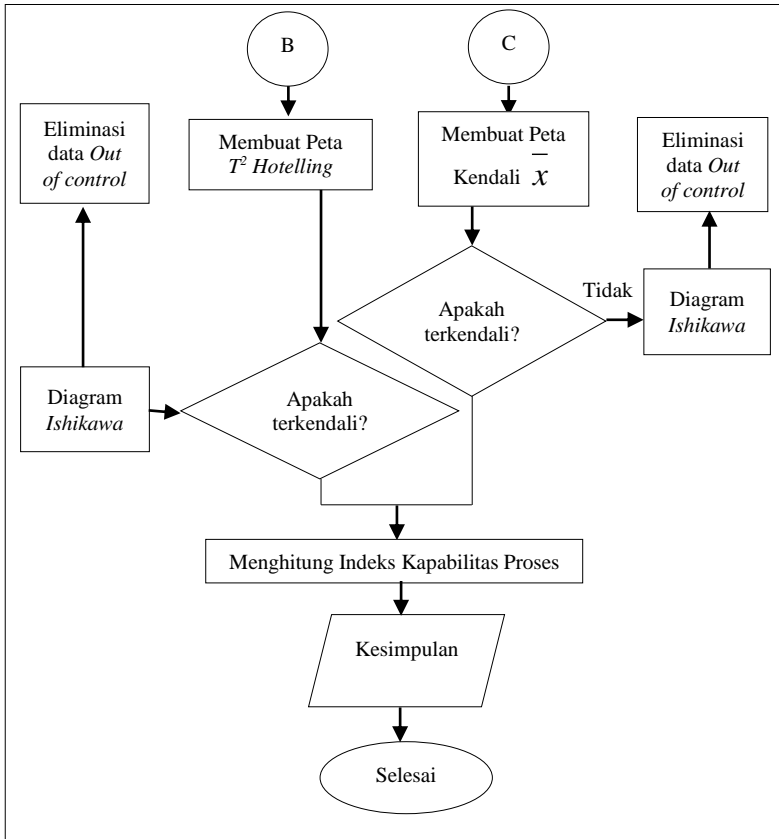 B
C
Eliminasi
data Out
of control
Membuat Peta
T² Hotelling
Membuat Peta
Kendali x̄
Eliminasi
data Out
of control
Tidak
Apakah
terkendali?
Diagram
Ishikawa
Diagram
Ishikawa
Apakah
terkendali?
Menghitung Indeks Kapabilitas Proses
Kesimpulan
Selesai